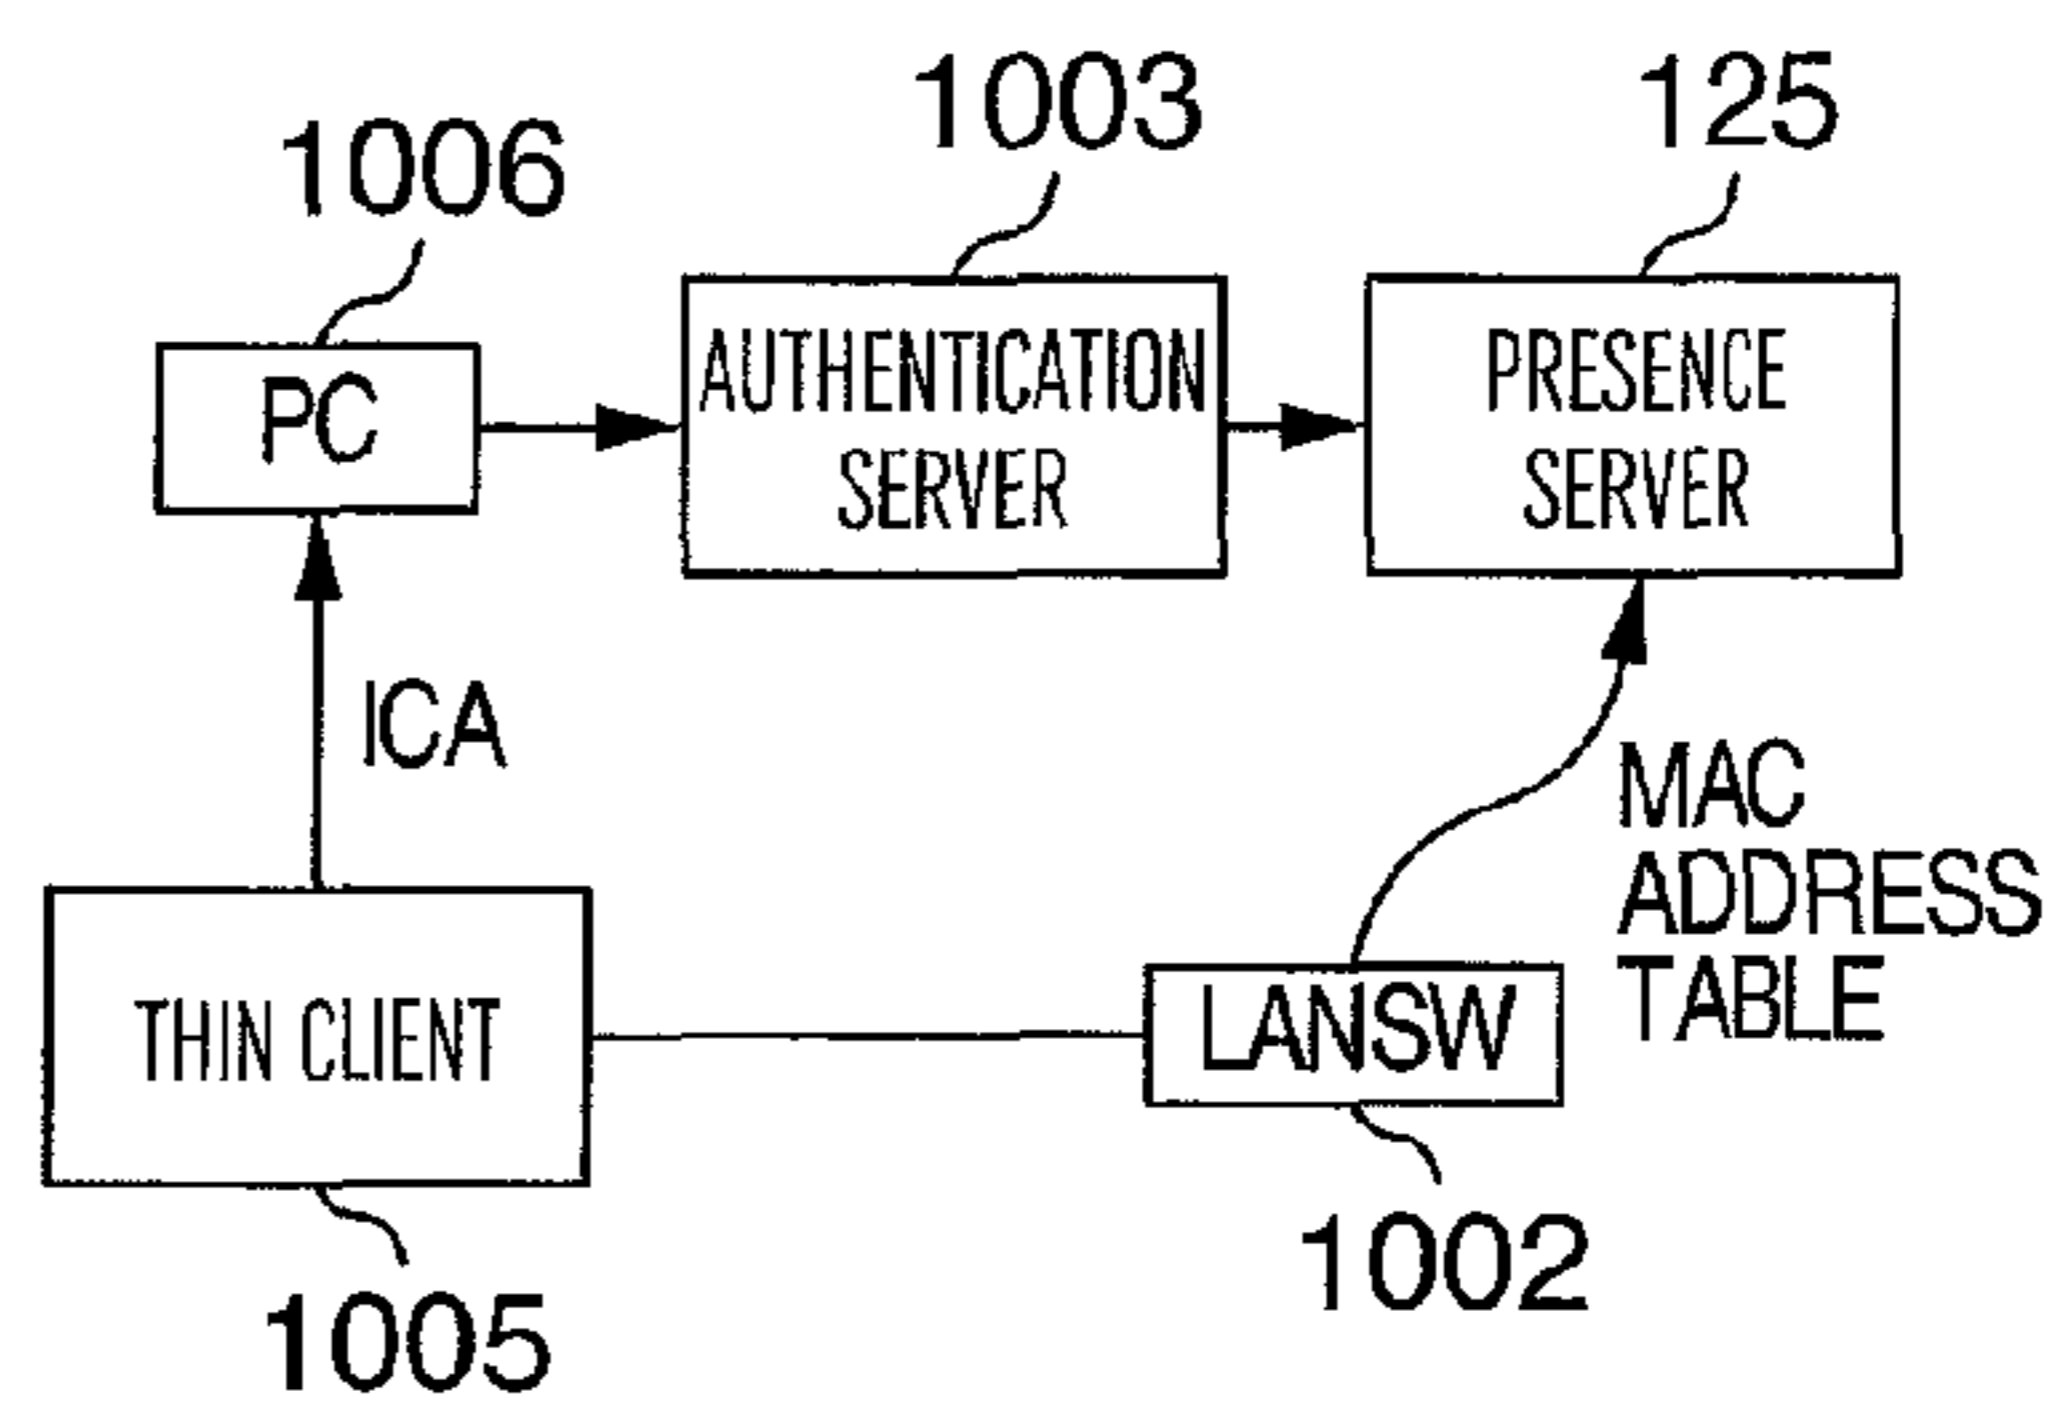 1006
1003
125
PC
AUTHENTICATION
SERVER
PRESENCE
SERVER
ICA
MAC
ADDRESS
TABLE
THIN CLIENT
LANSW
1005
1002